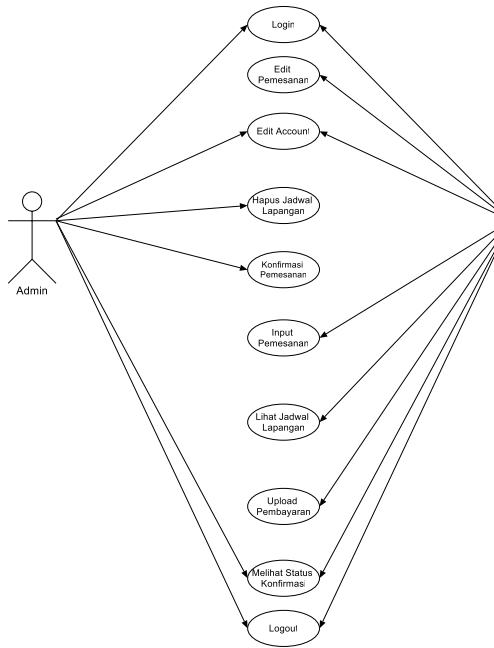 Login
Edit
Pemesanan
Edit Account
Hapus Jadwal
Lapangan
Konfirmasi
Pemesanan
Admin
Input
Pemesanan
Lihat Jadwal
Lapangan
Upload
Pembayaran
Melihat Status
Konfirmasi
Logout